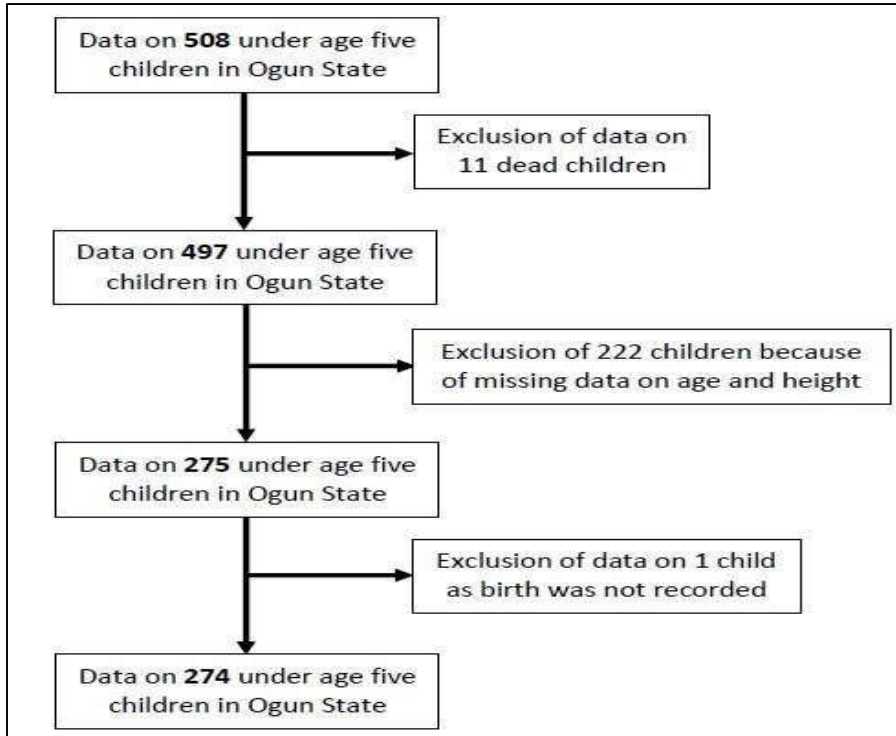 Data on 508 under age five
children in Ogun State
Exclusion of data on
11 dead children
Data on 497 under age five
children in Ogun State
Exclusion of 222 children because
of missing data on age and height
Data on 275 under age five
children in Ogun State
Exclusion of data on 1 child
as birth was not recorded
Data on 274 under age five
children in Ogun State